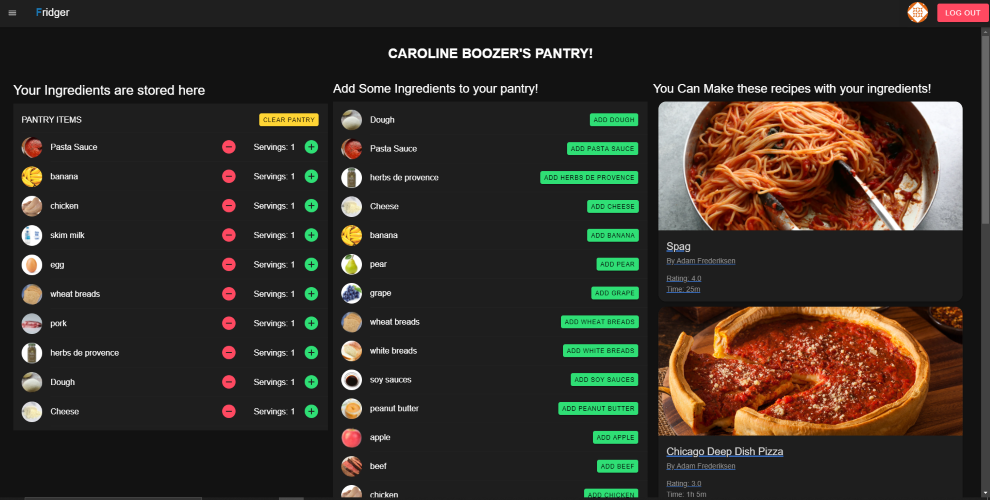 Fridger
LOG OUT
CAROLINE BOOZER'S PANTRY!
Your Ingredients are stored here
PANTRY ITEMS
CLEAR PANTRY
Pasta Sauce Servings: 1
banana Servings: 1
chicken Servings: 1
skim milk Servings: 1
egg Servings: 1
wheat breads Servings: 1
pork Servings: 1
herbs de provence Servings: 1
Dough Servings: 1
Cheese Servings: 1
Add Some Ingredients to your pantry!
Dough ADD DOUGH
Pasta Sauce ADD PASTA SAUCE
herbs de provence ADD HERBS DE PROVENCE
Cheese ADD CHEESE
banana ADD BANANA
pear ADD PEAR
grape ADD GRAPE
wheat breads ADD WHEAT BREADS
white breads ADD WHITE BREADS
soy sauces ADD SOY SAUCES
peanut butter ADD PEANUT BUTTER
apple ADD APPLE
beef ADD BEEF
chicken ADD CHICKEN
You Can Make these recipes with your ingredients!
Spag
By Adam Frederiksen
Rating: 4.0
Time: 25m
Chicago Deep Dish Pizza
By Adam Frederiksen
Rating: 3.0
Time: 1h 5m